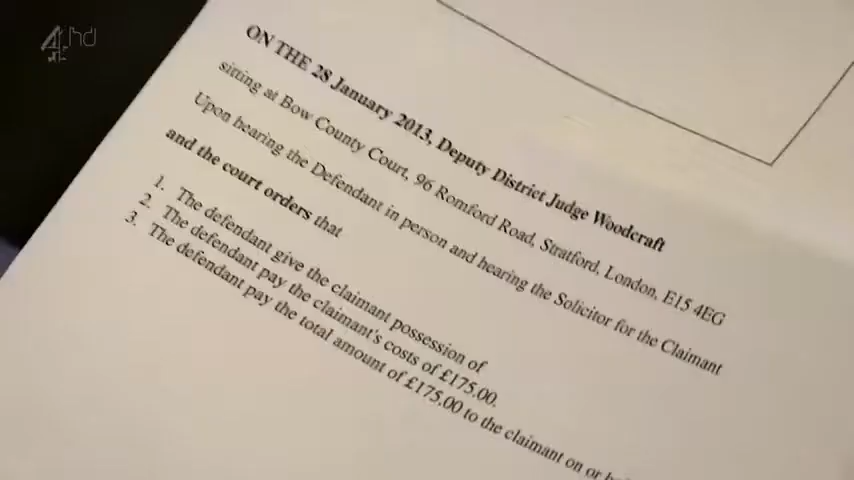 4hd
ON THE 28 January 2013, Deputy District Judge Woodcraft
sitting at Bow County Court, 96 Romford Road, Stratford, London, E15 4EG
Upon hearing the Defendant in person and hearing the Solicitor for the Claimant
and the court orders that
1. The defendant give the claimant possession of
2. The defendant pay the claimant's costs of £175.00.
3. The defendant pay the total amount of £175.00 to the claimant on or